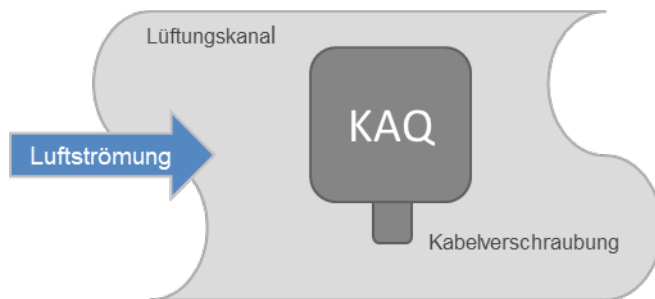 Lüftungskanal
KAQ
Luftströmung
Kabelverschraubung